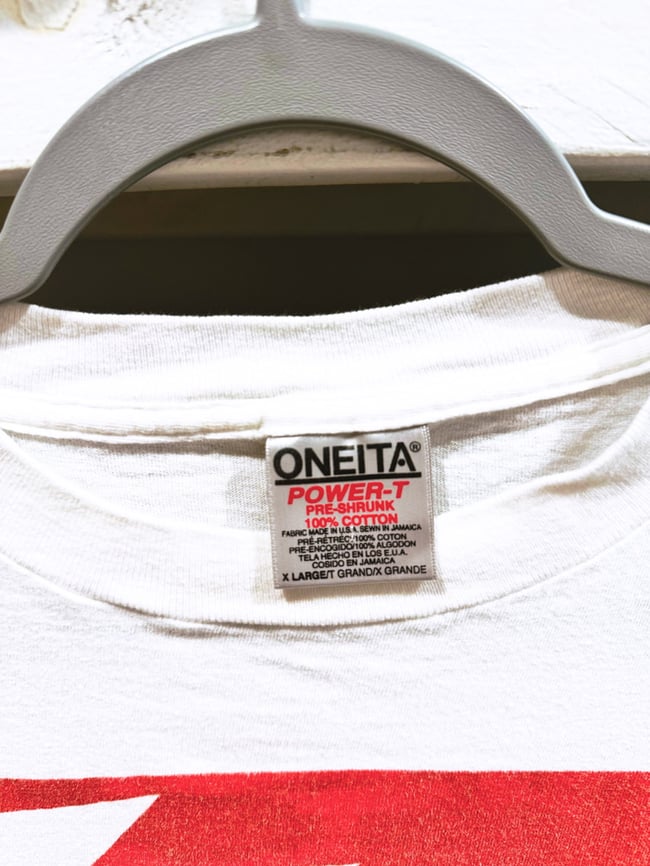 ONEITA®
POWER-T
PRE-SHRUNK
100% COTTON
FABRIC MADE IN U.S.A. SEWN IN JAMAICA
PRÉ-RÉTRÉCI/100% COTON
PRE-ENCOGIDO/100% ALGODON
TELA HECHO EN LOS E.U.A.
COSIDO EN JAMAICA
X LARGE/T GRAND/X GRANDE